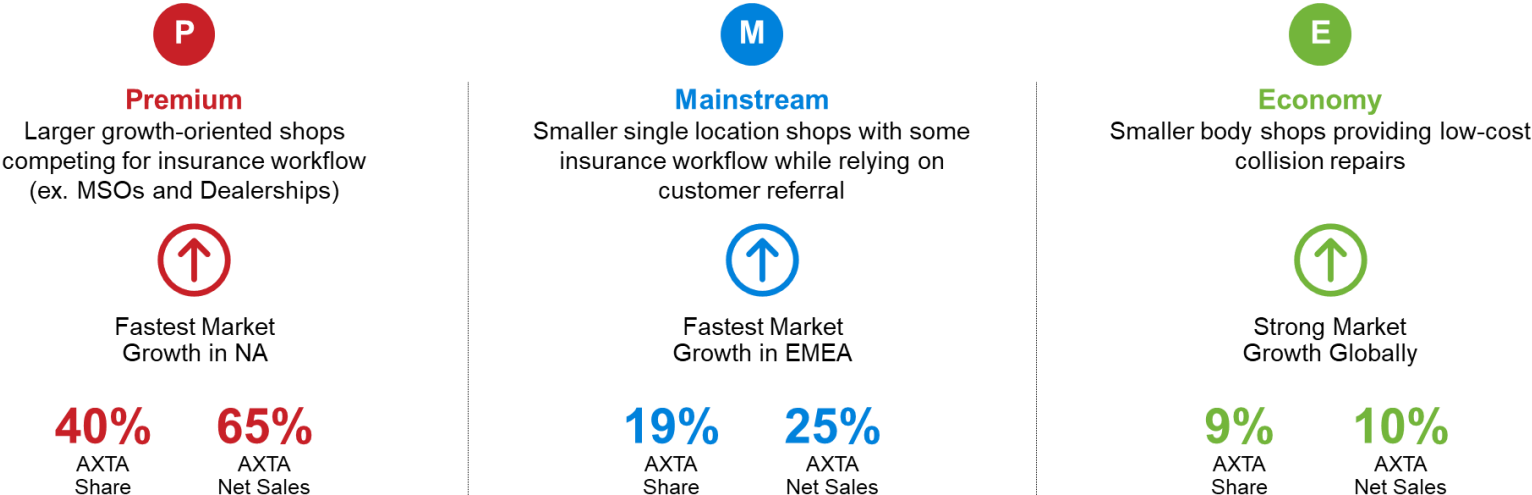 P
Premium
Larger growth-oriented shops
competing for insurance workflow
(ex. MSOs and Dealerships)
Fastest Market
Growth in NA
40%
AXTA
Share
65%
AXTA
Net Sales
M
Mainstream
Smaller single location shops with some
insurance workflow while relying on
customer referral
Fastest Market
Growth in EMEA
19%
AXTA
Share
25%
AXTA
Net Sales
E
Economy
Smaller body shops providing low-cost
collision repairs
Strong Market
Growth Globally
9%
AXTA
Share
10%
AXTA
Net Sales